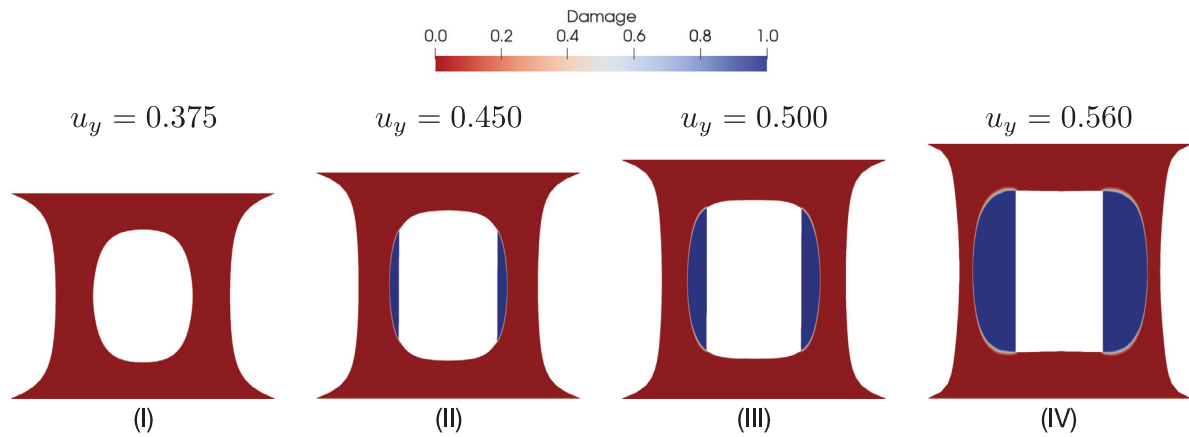 Damage
0.0 0.2 0.4 0.6 0.8 1.0
u_y = 0.375 u_y = 0.450 u_y = 0.500 u_y = 0.560
(I) (II) (III) (IV)